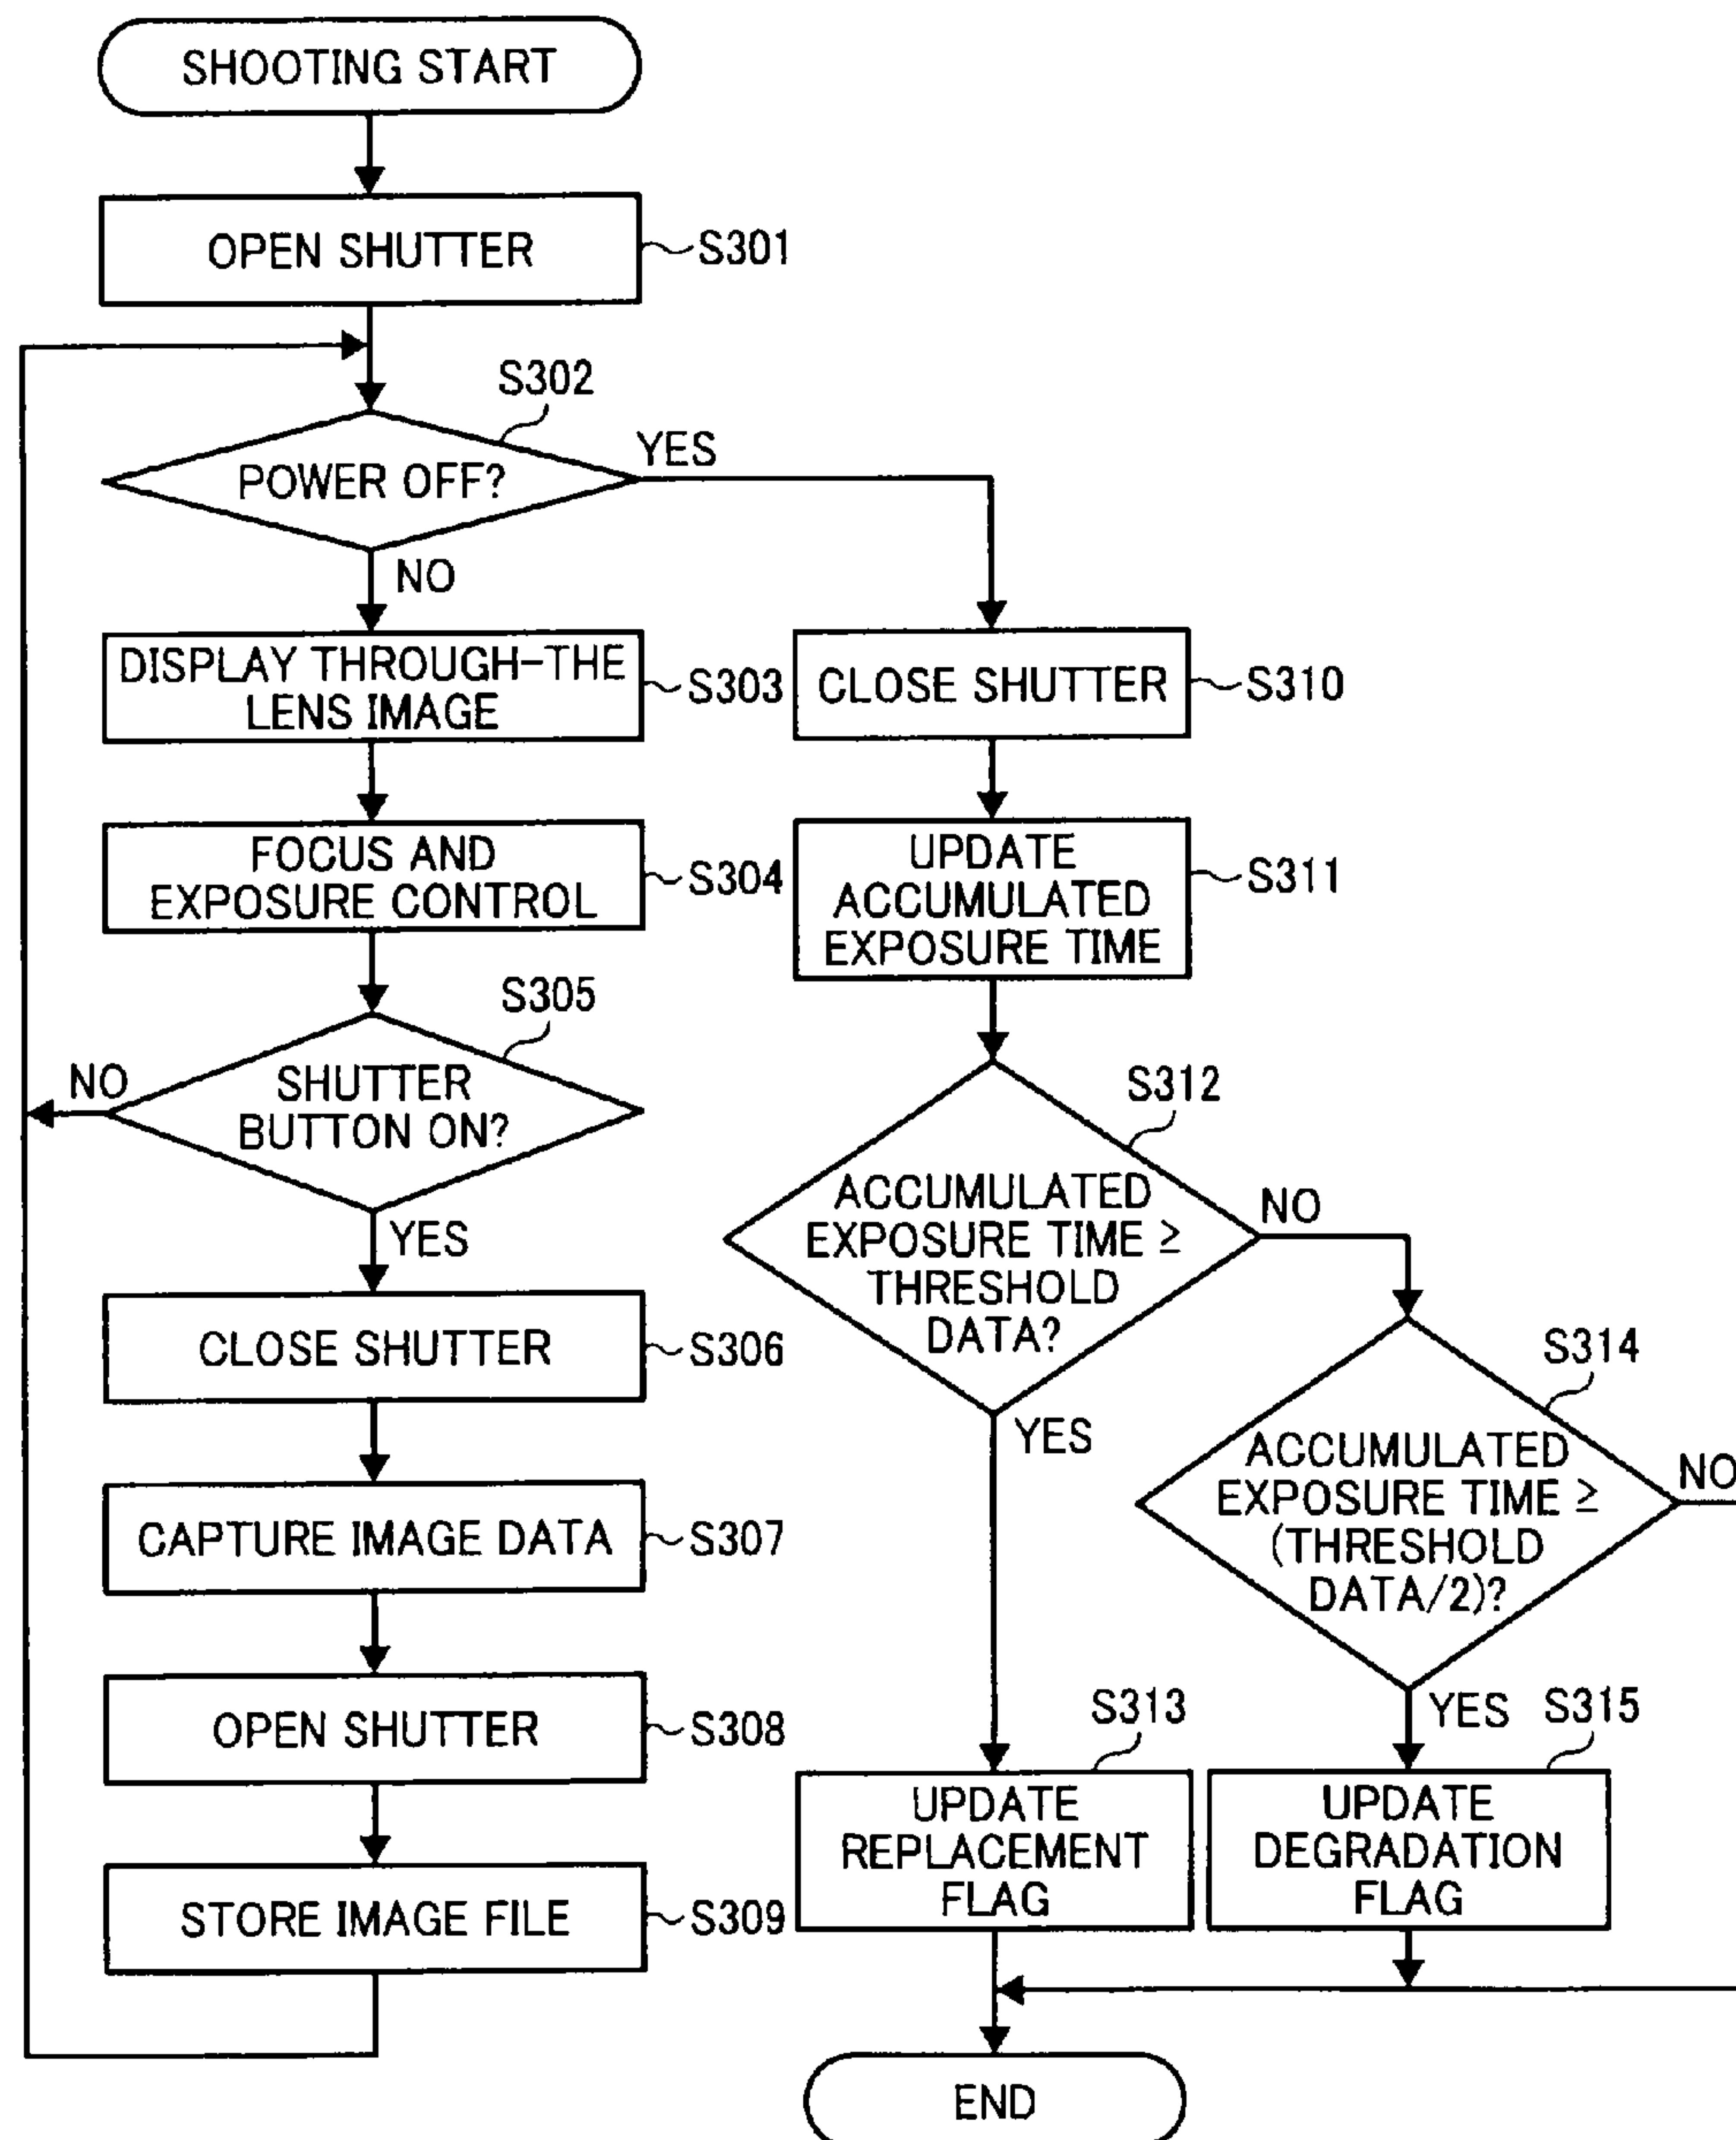 SHOOTING START
OPEN SHUTTER
S301
S302
POWER OFF?
YES
NO
DISPLAY THROUGH-THE
LENS IMAGE
S303
FOCUS AND
EXPOSURE CONTROL
S304
S305
SHUTTER
BUTTON ON?
NO
YES
CLOSE SHUTTER
S306
CAPTURE IMAGE DATA
S307
OPEN SHUTTER
S308
STORE IMAGE FILE
S309
CLOSE SHUTTER
S310
UPDATE
ACCUMULATED
EXPOSURE TIME
S311
S312
ACCUMULATED
EXPOSURE TIME ≥
THRESHOLD
DATA?
NO
YES
S313
UPDATE
REPLACEMENT
FLAG
S314
ACCUMULATED
EXPOSURE TIME ≥
(THRESHOLD
DATA/2)?
NO
YES
S315
UPDATE
DEGRADATION
FLAG
END